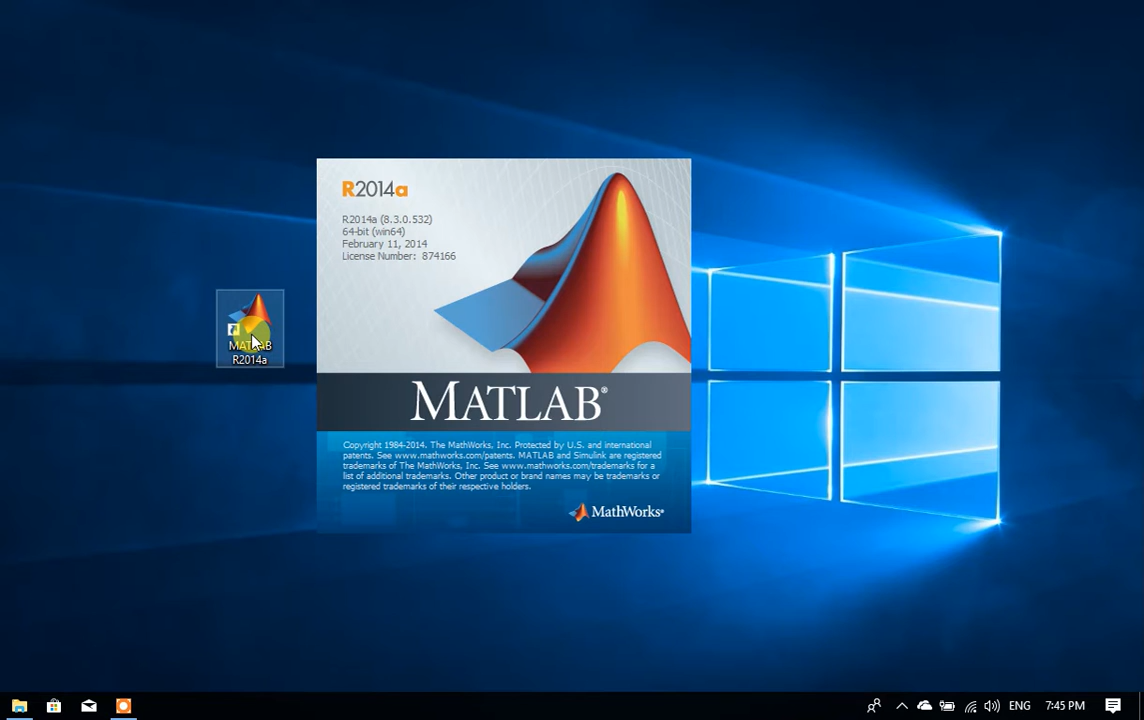 R2014a
R2014a (8.3.0.532)
64-bit (win64)
February 11, 2014
License Number: 874166
MATLAB
R2014a
MATLAB®
Copyright 1984-2014. The MathWorks, Inc. Protected by U.S. and international
patents. See www.mathworks.com/patents. MATLAB and Simulink are registered
trademarks of The MathWorks, Inc. See www.mathworks.com/trademarks for a
list of additional trademarks. Other product or brand names may be trademarks or
registered trademarks of their respective holders.
MathWorks®
ENG
7:45 PM